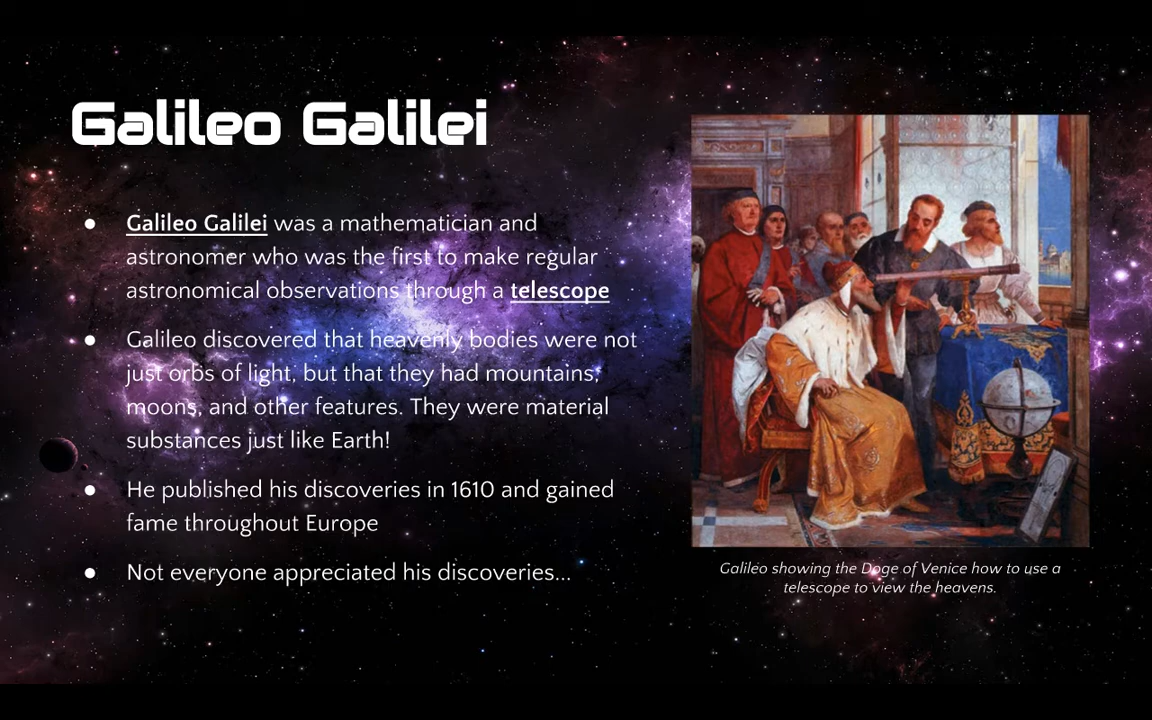 Galileo Galilei
● Galileo Galilei was a mathematician and
astronomer who was the first to make regular
astronomical observations through a telescope
● Galileo discovered that heavenly bodies were not
just orbs of light, but that they had mountains,
moons, and other features. They were material
substances just like Earth!
● He published his discoveries in 1610 and gained
fame throughout Europe
● Not everyone appreciated his discoveries...
Galileo showing the Doge of Venice how to use a
telescope to view the heavens.